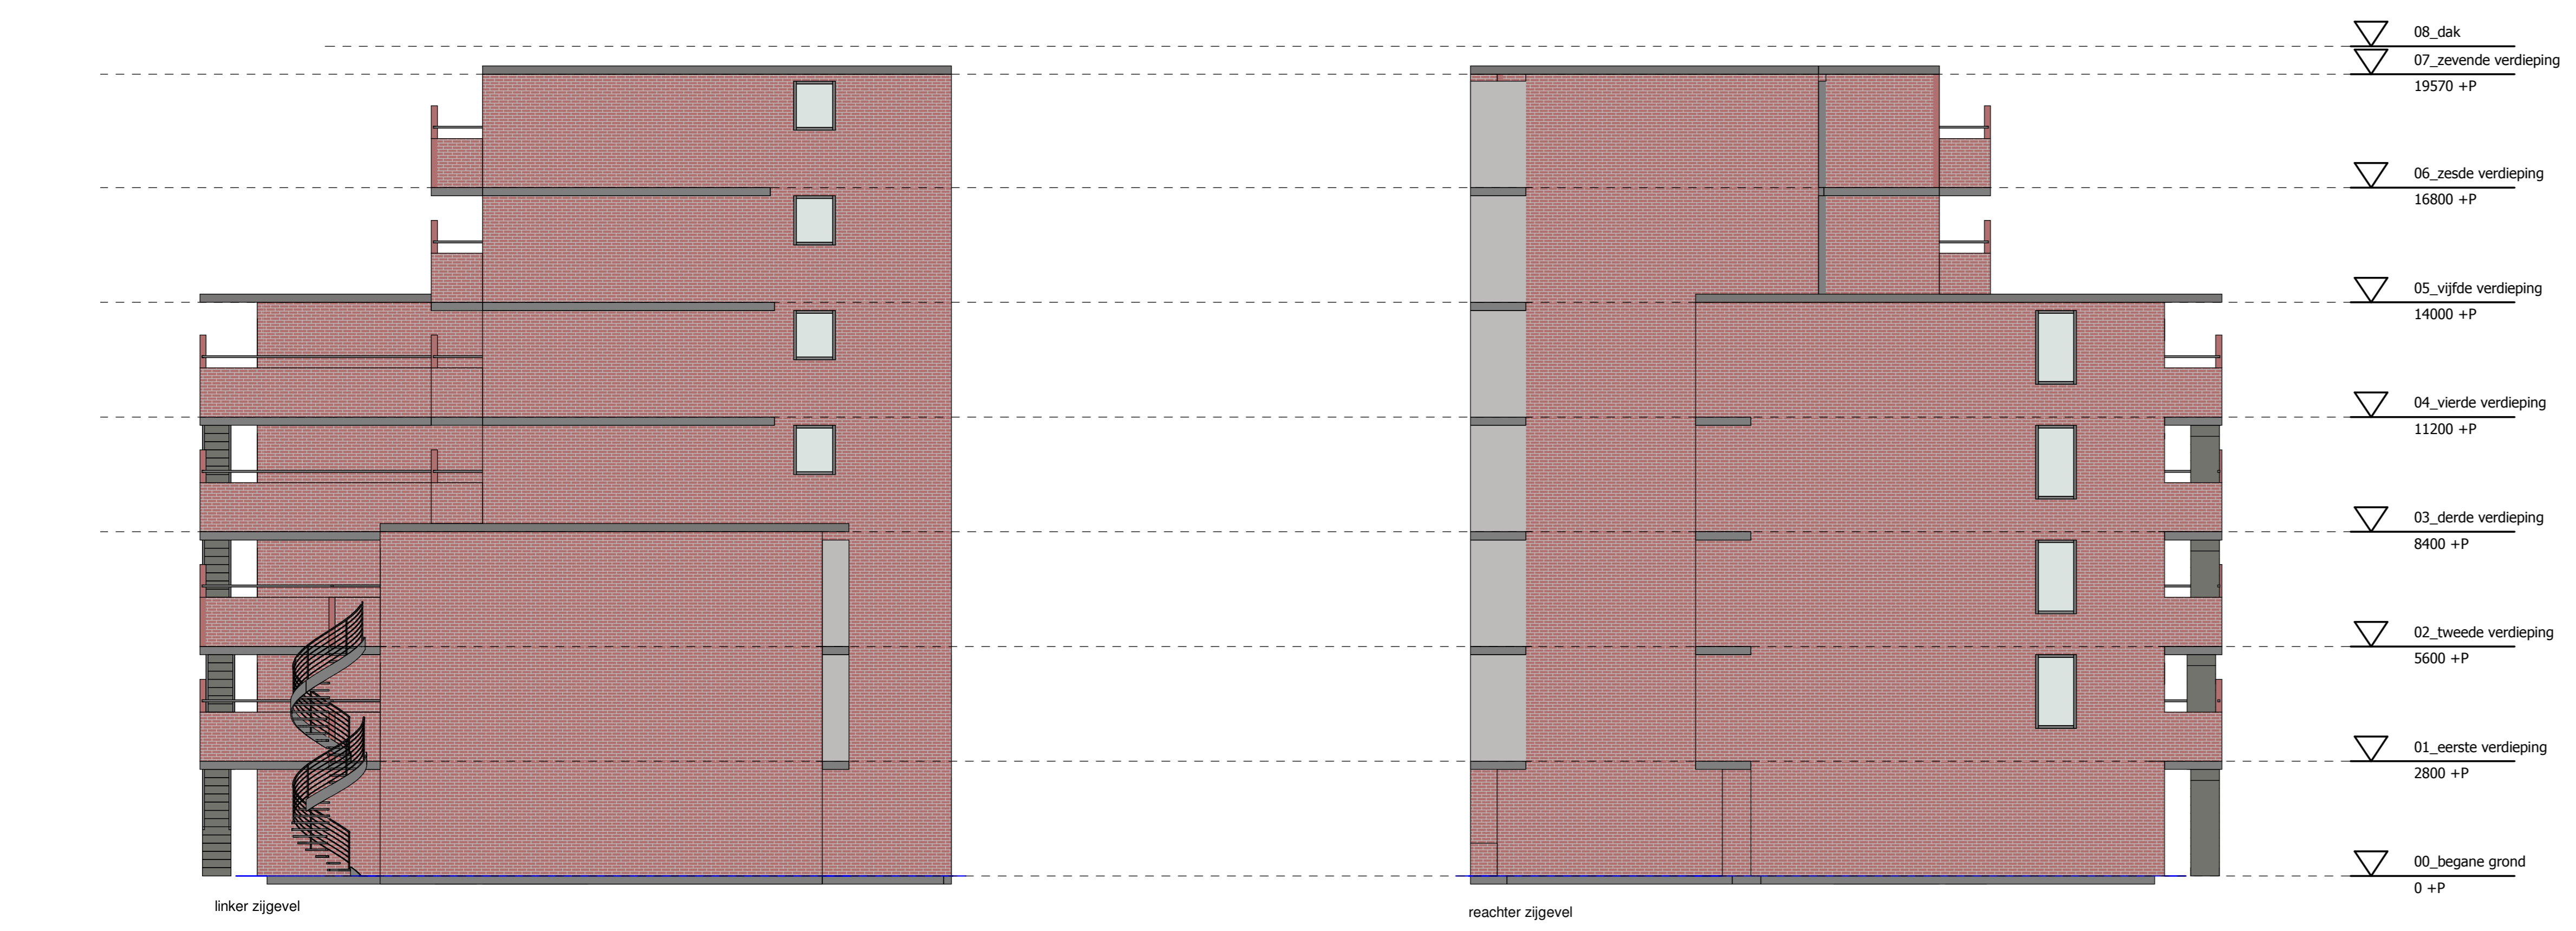 08_dak
07_zevende verdieping
19570 +P
06_zesde verdieping
16800 +P
05_vijfde verdieping
14000 +P
04_vierde verdieping
11200 +P
03_derde verdieping
8400 +P
02_tweede verdieping
5600 +P
01_eerste verdieping
2800 +P
00_begane grond
0 +P
linker zijgevel
reachter zijgevel